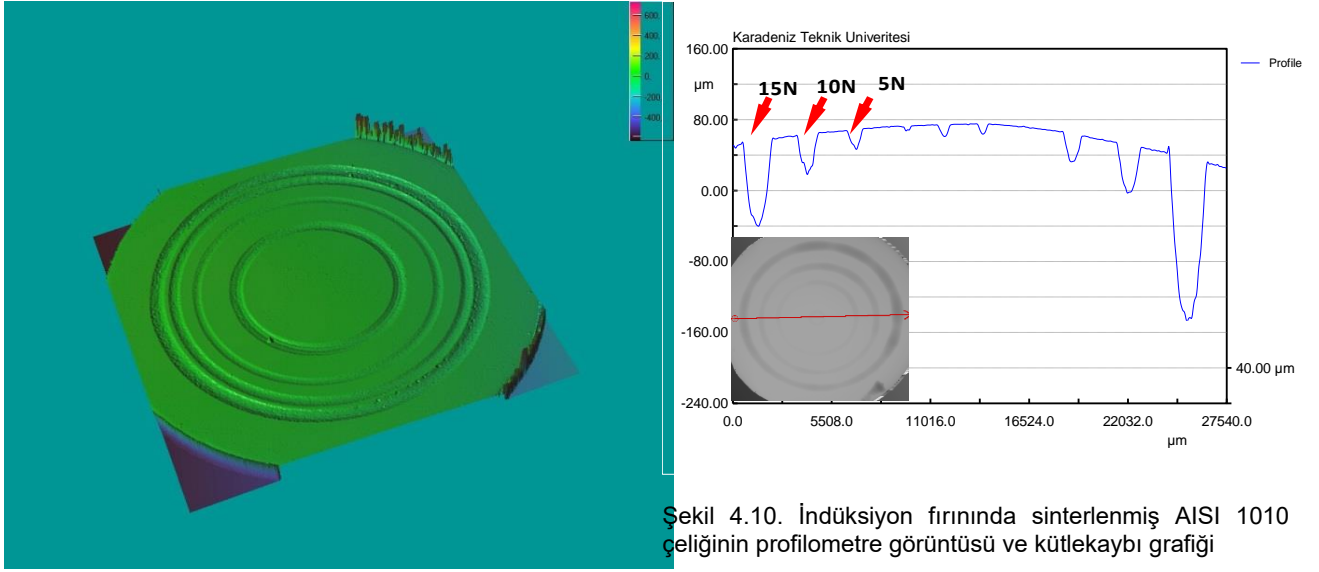 600.
400.
200.
0.
-200.
-400.
Karadeniz Teknik Univeritesi
160.00
µm
80.00
0.00
-80.00
-160.00
-240.00
15N 10N 5N
Profile
40.00 µm
0.0 5508.0 11016.0 16524.0 22032.0 27540.0
µm
Şekil 4.10. İndüksiyon fırınında sinterlenmiş AISI 1010
çeliğinin profilometre görüntüsü ve kütlekaybı grafiği